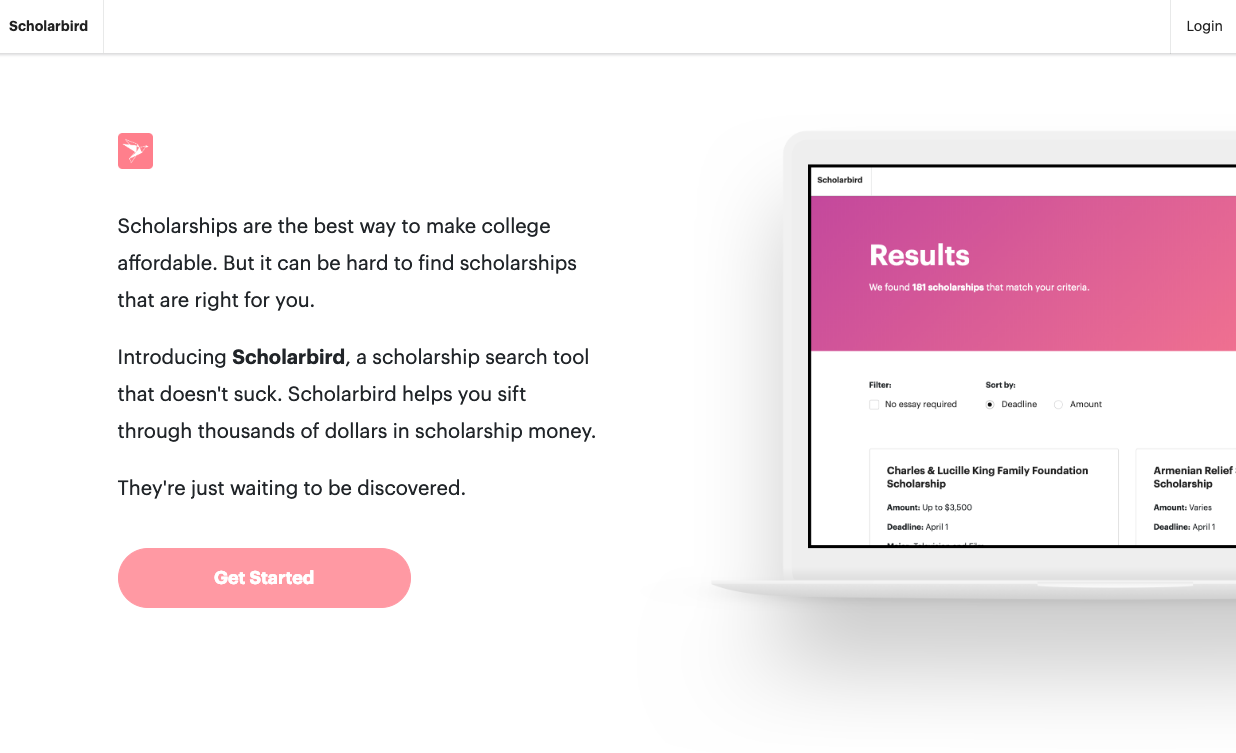 Scholarbird
Login
Scholarships are the best way to make college
affordable. But it can be hard to find scholarships
that are right for you.
Introducing Scholarbird, a scholarship search tool
that doesn't suck. Scholarbird helps you sift
through thousands of dollars in scholarship money.
They're just waiting to be discovered.
Get Started
Scholarbird
Results
We found 181 scholarships that match your criteria.
Filter:
No essay required
Sort by:
Deadline
Amount
Charles & Lucille King Family Foundation
Scholarship
Amount: Up to $3,500
Deadline: April 1
Armenian Relief
Scholarship
Amount: Varies
Deadline: April 1